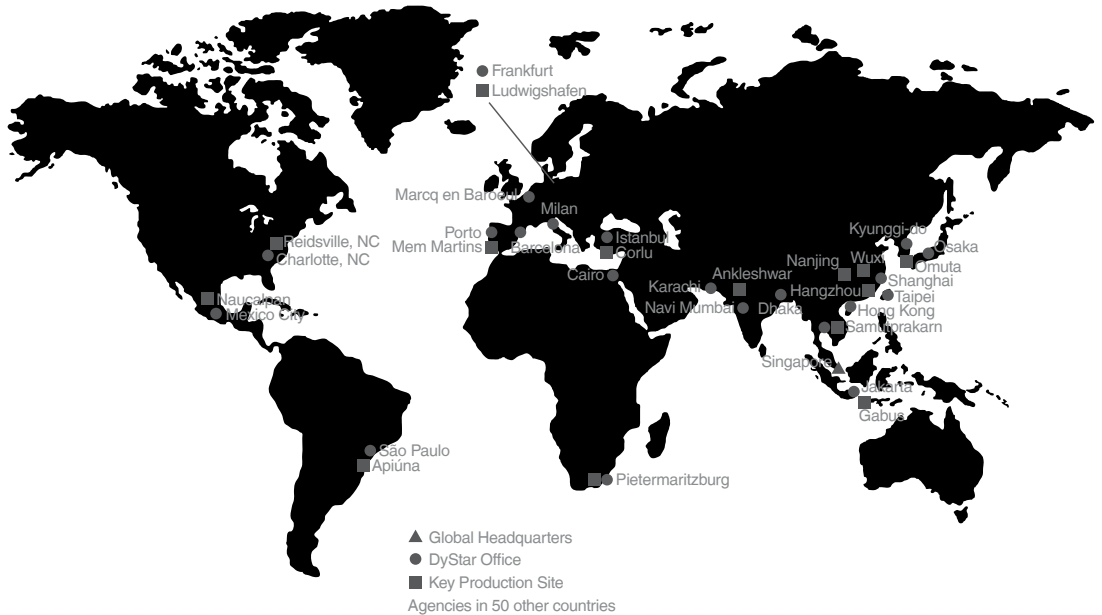 Frankfurt
Ludwigshafen
Marcq en Baroeul
Milan
Porto
Mem Martins
Barcelona
Istanbul
Corlu
Cairo
Reidsville, NC
Charlotte, NC
Naucalpan
Mexico City
Kyunggi-do
Osaka
Omuta
Nanjing
Wuxi
Shanghai
Ankleshwar
Karachi
Hangzhou
Taipei
Navi Mumbai
Dhaka
Hong Kong
Samutprakarn
Singapore
Jakarta
Gabus
São Paulo
Apiúna
Pietermaritzburg
Global Headquarters
DyStar Office
Key Production Site
Agencies in 50 other countries